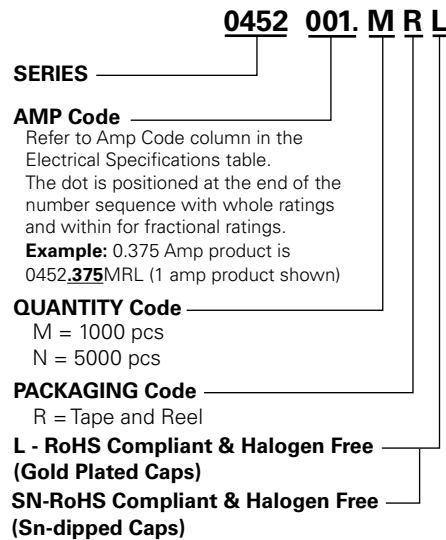 0452 001. M R L
SERIES
AMP Code
Refer to Amp Code column in the
Electrical Specifications table.
The dot is positioned at the end of the
number sequence with whole ratings
and within for fractional ratings.
Example: 0.375 Amp product is
0452.375MRL (1 amp product shown)
QUANTITY Code
M = 1000 pcs
N = 5000 pcs
PACKAGING Code
R = Tape and Reel
L - RoHS Compliant & Halogen Free
(Gold Plated Caps)
SN-RoHS Compliant & Halogen Free
(Sn-dipped Caps)